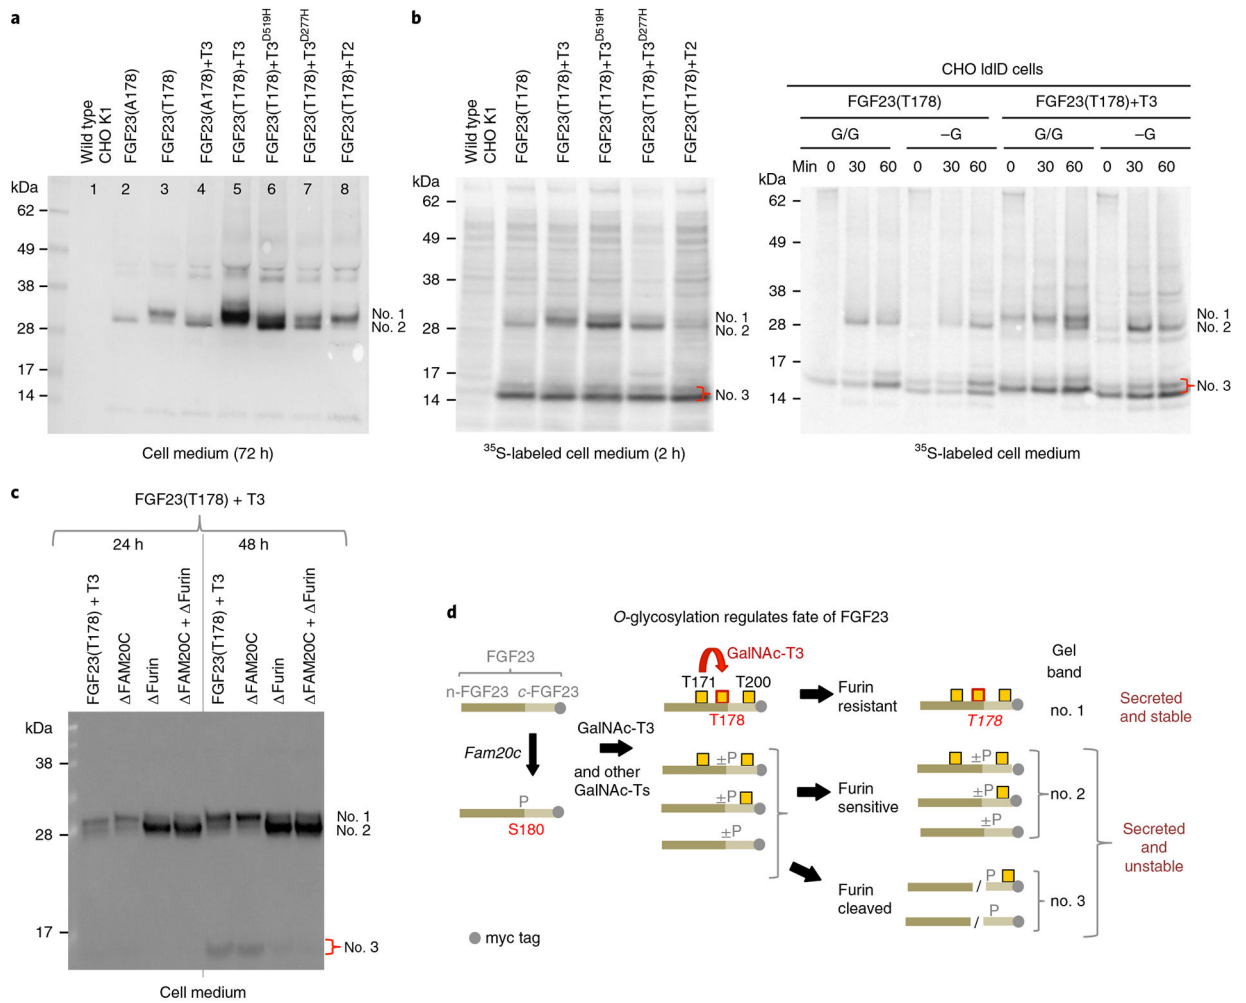 a
Wild type
CHO K1
FGF23(A178)
FGF23(T178)
FGF23(A178)+T3
FGF23(T178)+T3
FGF23(T178)+T3D519H
FGF23(T178)+T3D277H
FGF23(T178)+T2
kDa
1 2 3 4 5 6 7 8
62
49
38
28
17
14
No. 1
No. 2
Cell medium (72 h)
b
Wild type
CHO K1
FGF23(T178)
FGF23(T178)+T3
FGF23(T178)+T3D519H
FGF23(T178)+T3D277H
FGF23(T178)+T2
kDa
62
49
38
28
17
14
No. 1
No. 2
No. 3
35S-labeled cell medium (2 h)
CHO ldlD cells
FGF23(T178) FGF23(T178)+T3
G/G –G G/G –G
Min 0 30 60 0 30 60 0 30 60 0 30 60
kDa
62
49
38
28
17
14
No. 1
No. 2
No. 3
35S-labeled cell medium
c
FGF23(T178) + T3
24 h 48 h
FGF23(T178) + T3
ΔFAM20C
ΔFurin
ΔFAM20C + ΔFurin
FGF23(T178) + T3
ΔFAM20C
ΔFurin
ΔFAM20C + ΔFurin
kDa
38
28
17
No. 1
No. 2
No. 3
Cell medium
d
O-glycosylation regulates fate of FGF23
FGF23
n-FGF23 c-FGF23
Fam20c
P
S180
myc tag
GalNAc-T3
and other
GalNAc-Ts
GalNAc-T3
T171 T200
T178
±P
±P
±P
Furin
resistant
Furin
sensitive
Furin
cleaved
Gel
band
T178
no. 1
Secreted
and stable
±P
±P
±P
no. 2
/ P
/ P
no. 3
Secreted
and
unstable